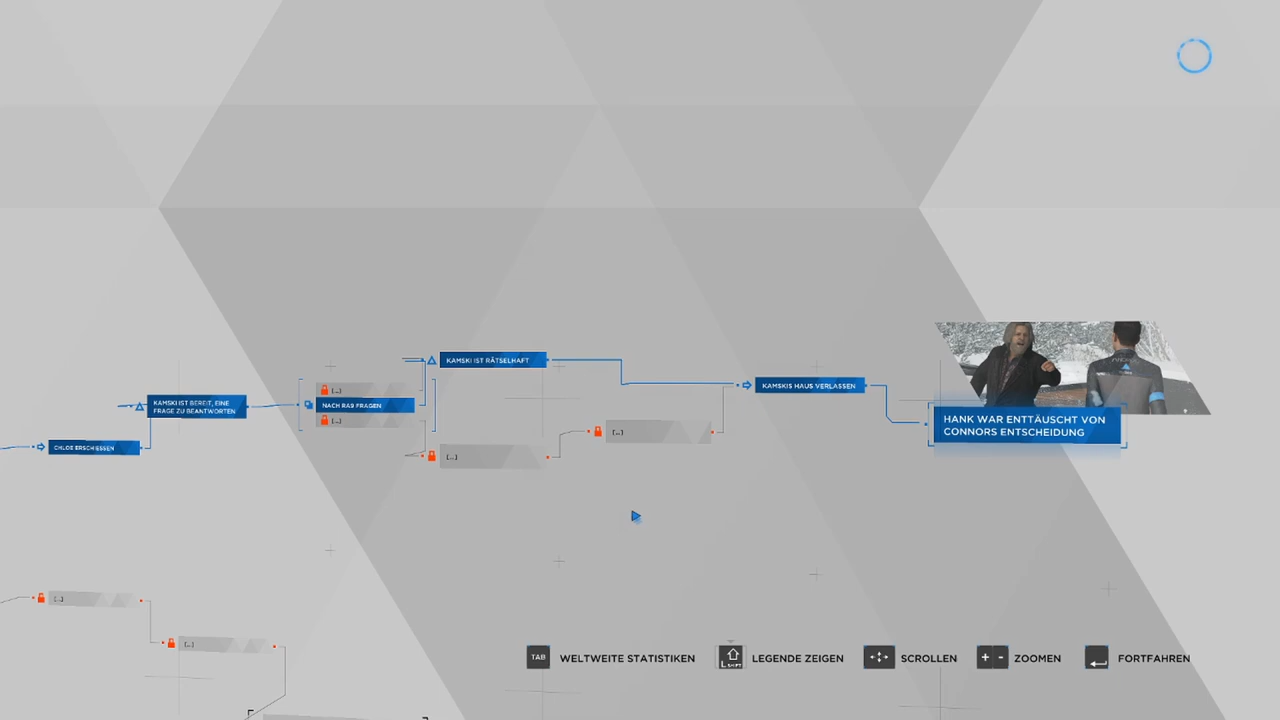 KAMSKI IST RÄTSELHAFT
KAMSKI IST BEREIT, EINE
FRAGE ZU BEANTWORTEN
[...]
NACH RA9 FRAGEN
[...]
KAMSKIS HAUS VERLASSEN
HANK WAR ENTTÄUSCHT VON
CONNORS ENTSCHEIDUNG
CHLOE ERSCHIESSEN
[...]
[...]
[...]
[...]
TAB WELTWEITE STATISTIKEN
L SHIFT LEGENDE ZEIGEN
SCROLLEN
+ - ZOOMEN
FORTFAHREN